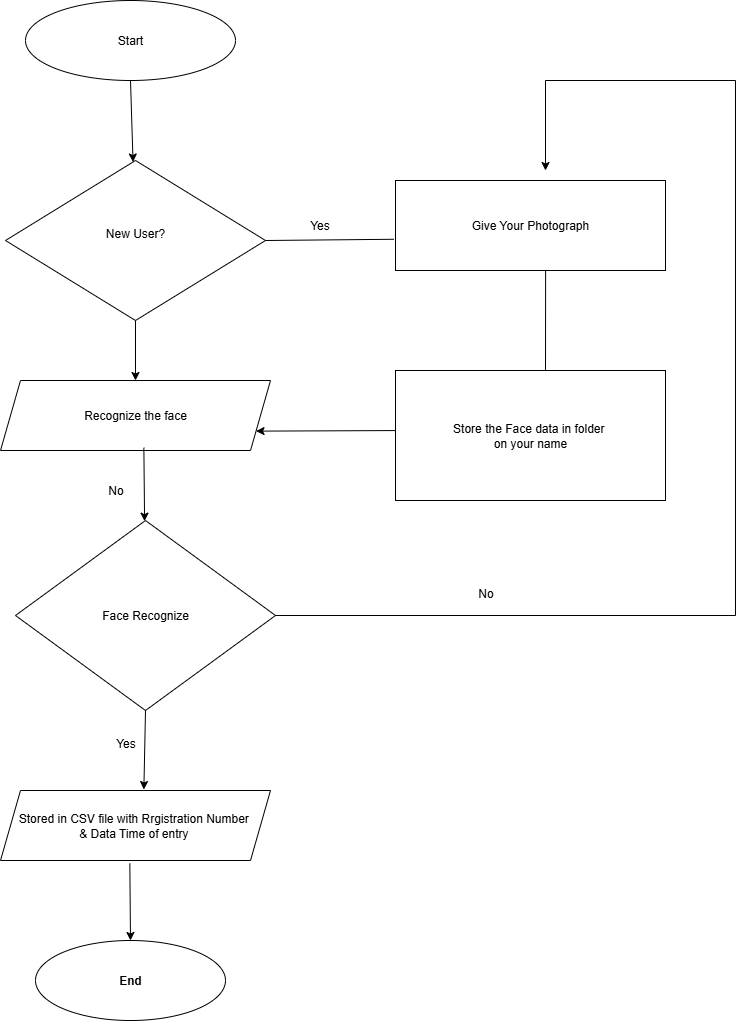 Start
New User?
Yes
Give Your Photograph
Recognize the face
Store the Face data in folder
on your name
No
Face Recognize
No
Yes
Stored in CSV file with Rrgistration Number
& Data Time of entry
End